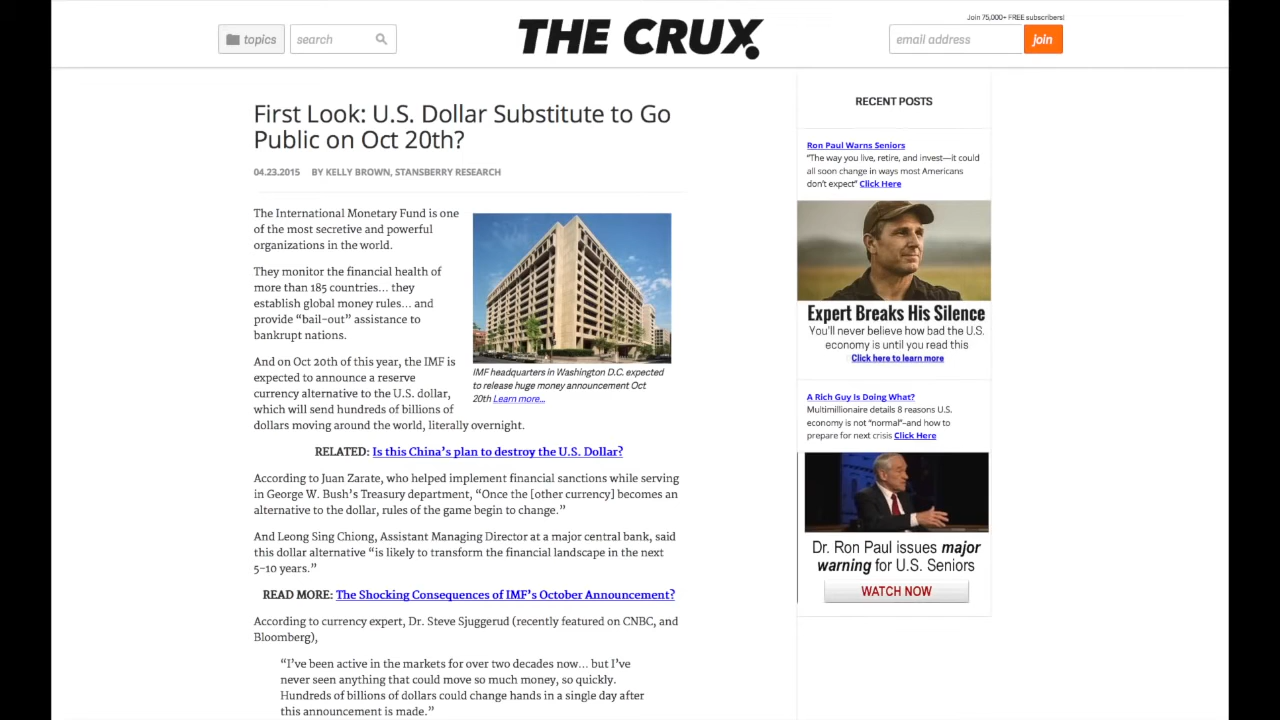 Join 75,000+ FREE subscribers!
topics
search
THE CRUX
email address
join
First Look: U.S. Dollar Substitute to Go
Public on Oct 20th?
04.23.2015 BY KELLY BROWN, STANSBERRY RESEARCH
The International Monetary Fund is one
of the most secretive and powerful
organizations in the world.
They monitor the financial health of
more than 185 countries… they
establish global money rules… and
provide “bail-out” assistance to
bankrupt nations.
And on Oct 20th of this year, the IMF is
expected to announce a reserve
currency alternative to the U.S. dollar,
which will send hundreds of billions of
dollars moving around the world, literally overnight.
IMF headquarters in Washington D.C. expected
to release huge money announcement Oct
20th Learn more...
RELATED: Is this China’s plan to destroy the U.S. Dollar?
According to Juan Zarate, who helped implement financial sanctions while serving
in George W. Bush’s Treasury department, “Once the [other currency] becomes an
alternative to the dollar, rules of the game begin to change.”
And Leong Sing Chiong, Assistant Managing Director at a major central bank, said
this dollar alternative “is likely to transform the financial landscape in the next
5-10 years.”
READ MORE: The Shocking Consequences of IMF’s October Announcement?
According to currency expert, Dr. Steve Sjuggerud (recently featured on CNBC, and
Bloomberg),
“I’ve been active in the markets for over two decades now… but I’ve
never seen anything that could move so much money, so quickly.
Hundreds of billions of dollars could change hands in a single day after
this announcement is made.”
RECENT POSTS
Ron Paul Warns Seniors
"The way you live, retire, and invest—it could
all soon change in ways most Americans
don't expect" Click Here
Expert Breaks His Silence
You'll never believe how bad the U.S.
economy is until you read this
Click here to learn more
A Rich Guy Is Doing What?
Multimillionaire details 8 reasons U.S.
economy is not "normal"–and how to
prepare for next crisis Click Here
Dr. Ron Paul issues major
warning for U.S. Seniors
WATCH NOW